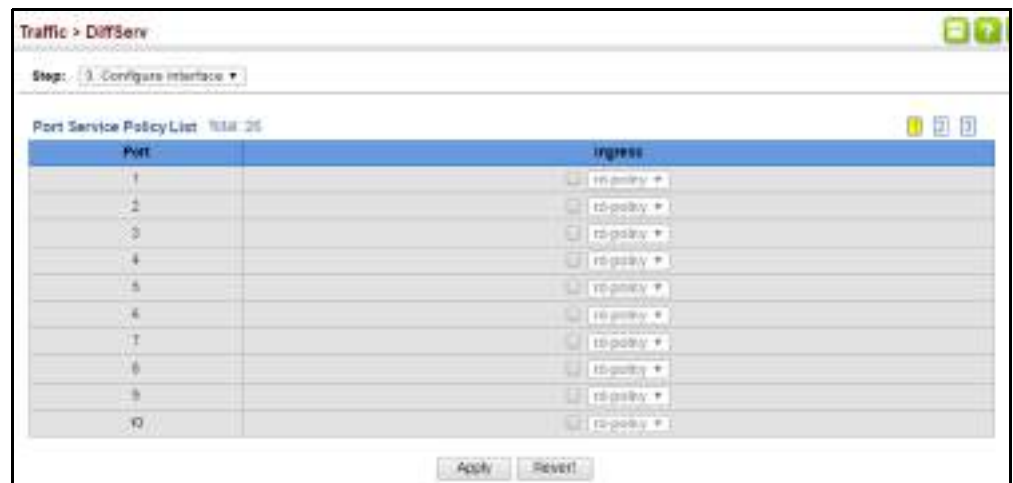 Traffic > DiffServ
Step: 3. Configure Interface
Port Service Policy List Total: 26
1 2 3
Port Ingress
1 rd-policy
2 rd-policy
3 rd-policy
4 rd-policy
5 rd-policy
6 rd-policy
7 rd-policy
8 rd-policy
9 rd-policy
10 rd-policy
Apply Revert